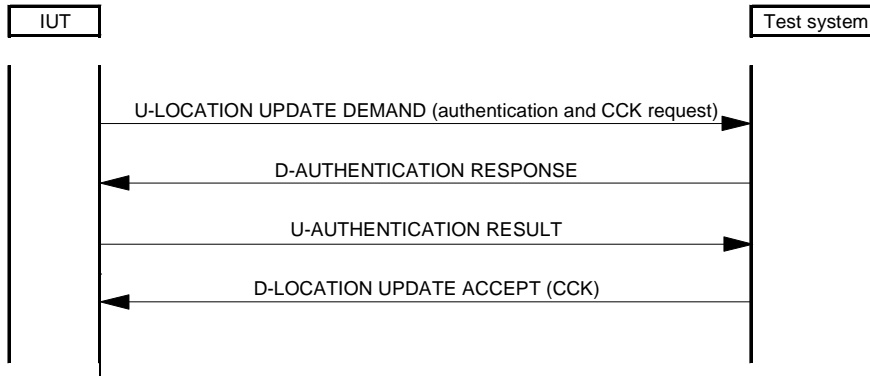 IUT
Test system
U-LOCATION UPDATE DEMAND (authentication and CCK request)
D-AUTHENTICATION RESPONSE
U-AUTHENTICATION RESULT
D-LOCATION UPDATE ACCEPT (CCK)